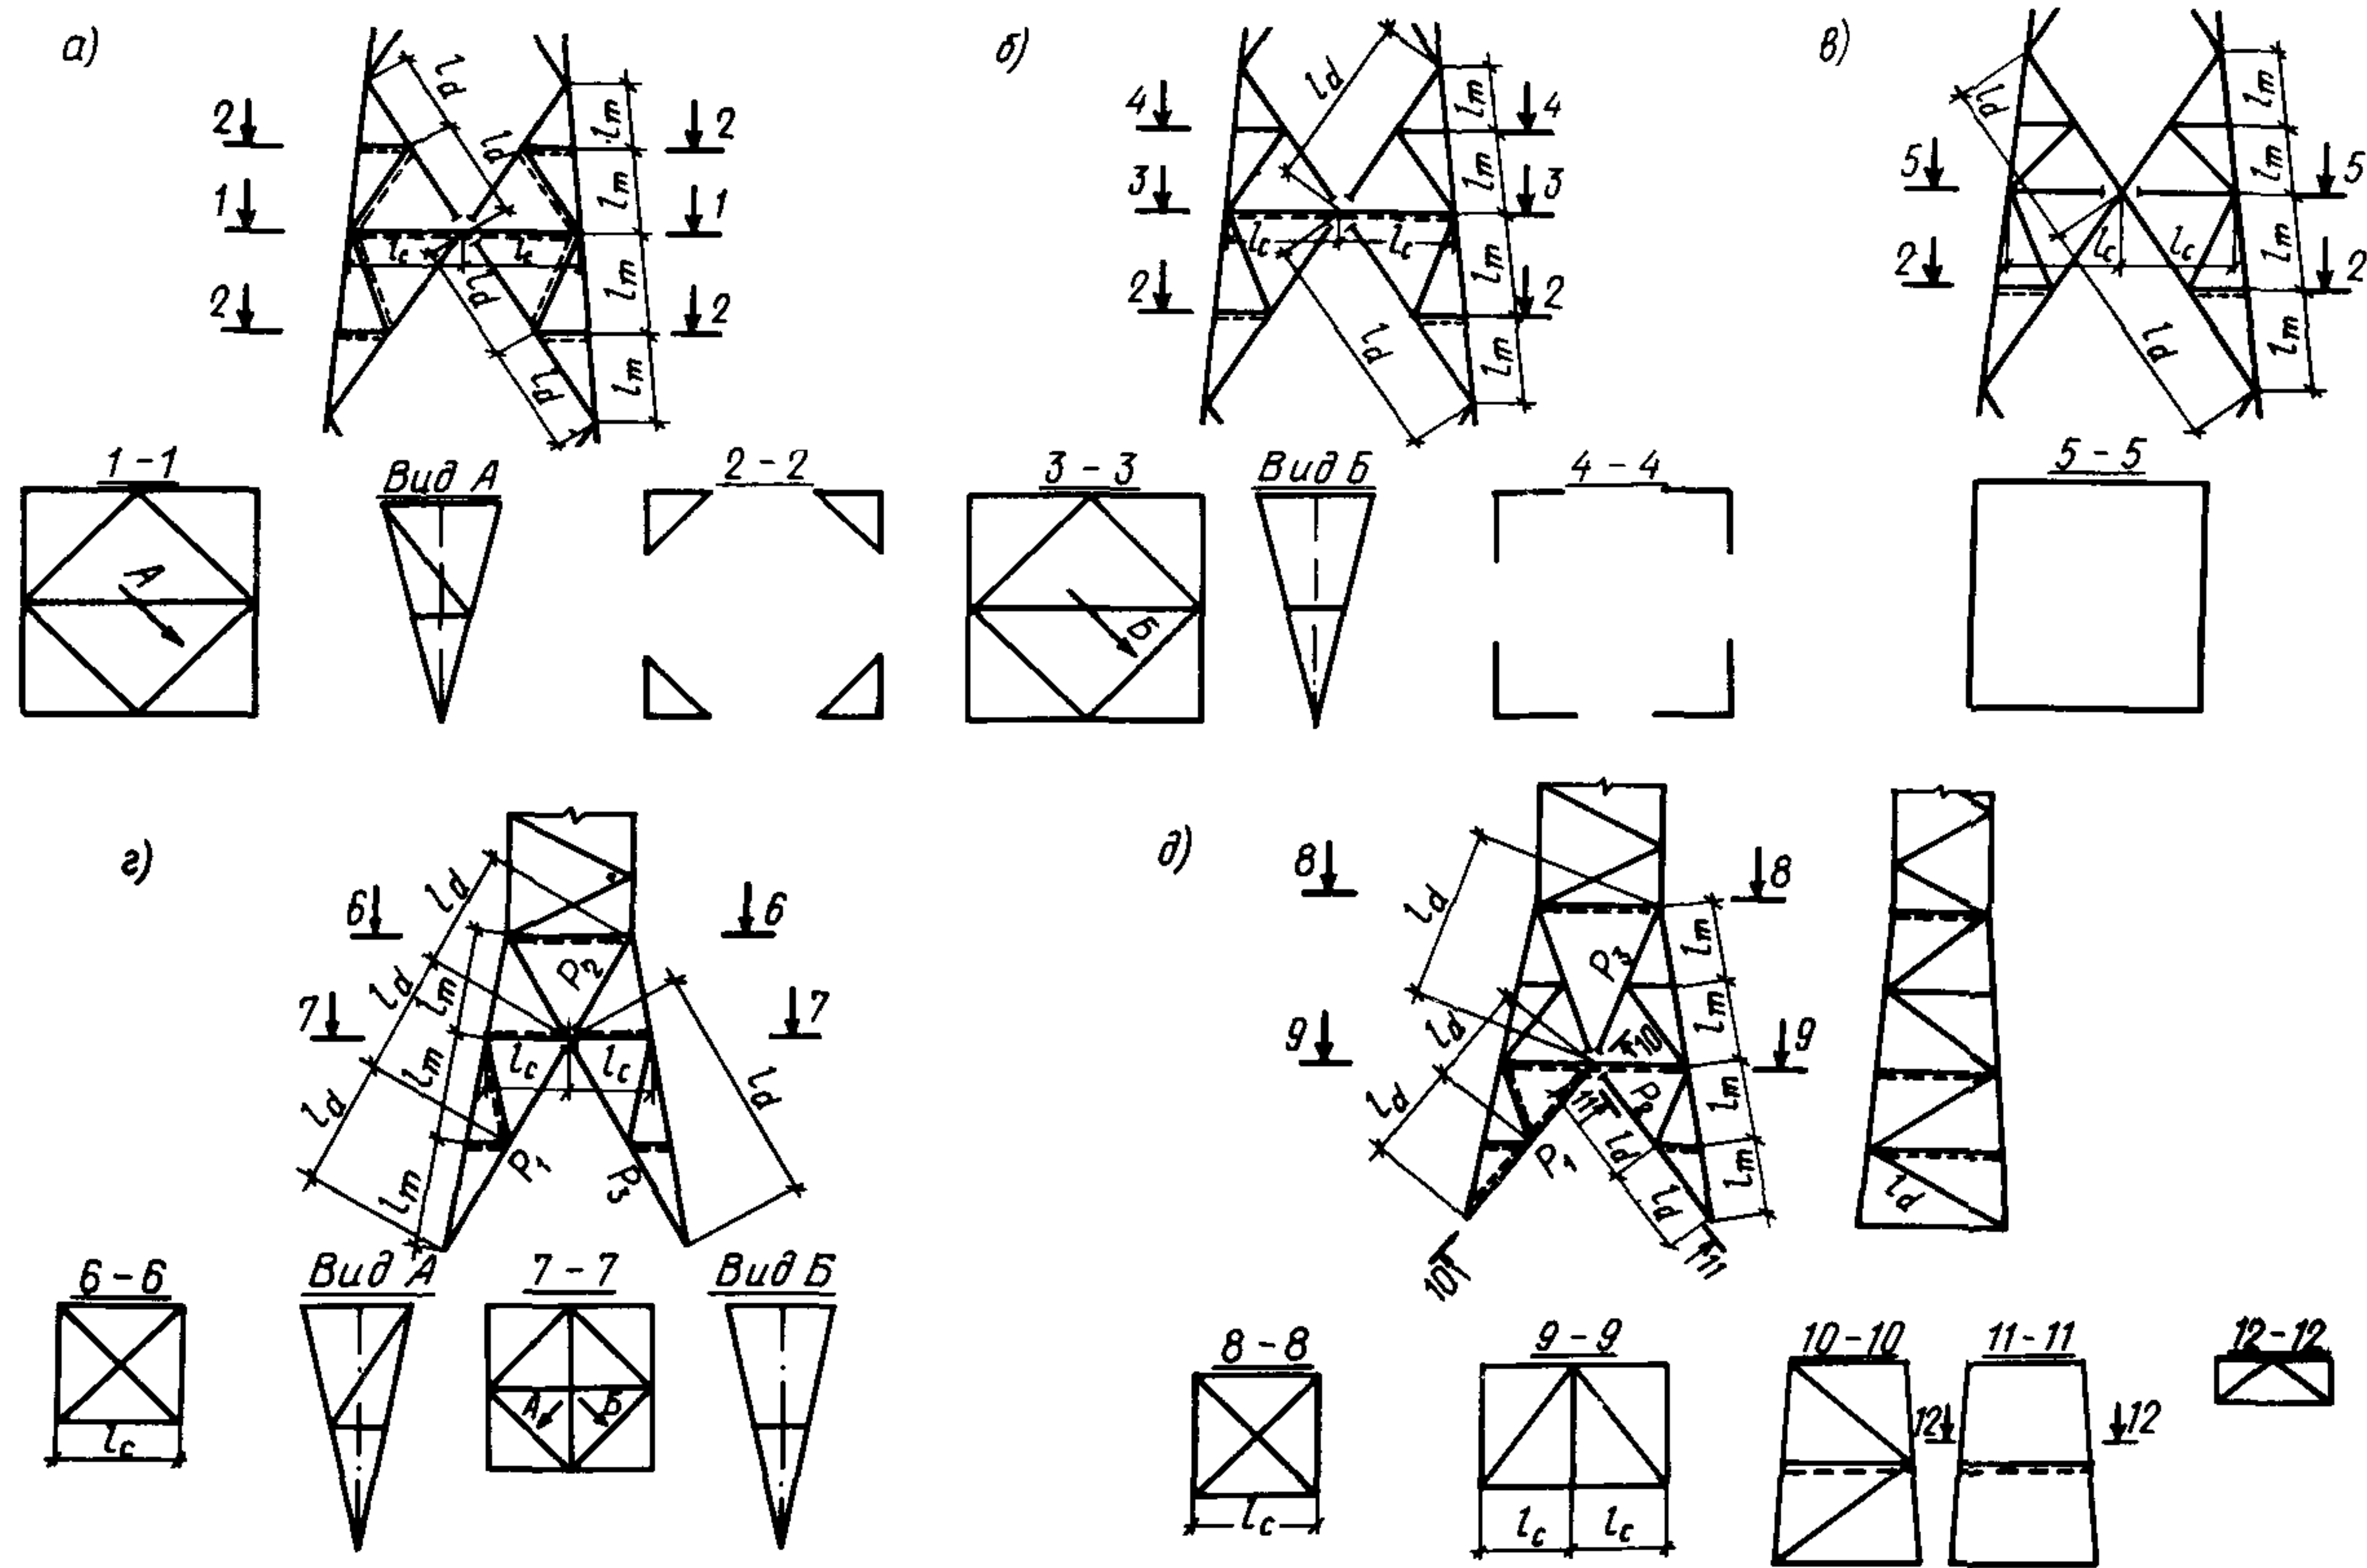 а)
l_d
l_d
l_m
2
2
l_m
1
1
l_c
l_c
l_m
l_d
2
2
l_d
l_m
б)
l_d
l_m
4
4
l_m
3
3
l_c
l_c
l_m
2
2
l_d
l_m
в)
l_d
l_m
l_m
5
5
l_c
l_c
l_m
2
2
l_d
l_m
1-1
А
Вид А
2-2
3-3
Б
Вид Б
4-4
5-5
г)
l_d
6
6
P_2
l_d
l_m
7
7
l_c
l_c
l_m
l_d
l_d
P_1
P_3
l_m
д)
8
8
l_d
P_3
l_m
l_m
l_d
10
9
9
l_d
11
P_2
l_m
P_1
l_d
l_m
l_d
10
11
l_d
6-6
l_c
Вид А
7-7
А
Б
Вид Б
8-8
l_c
9-9
l_c
l_c
10-10
11-11
12
12
12-12